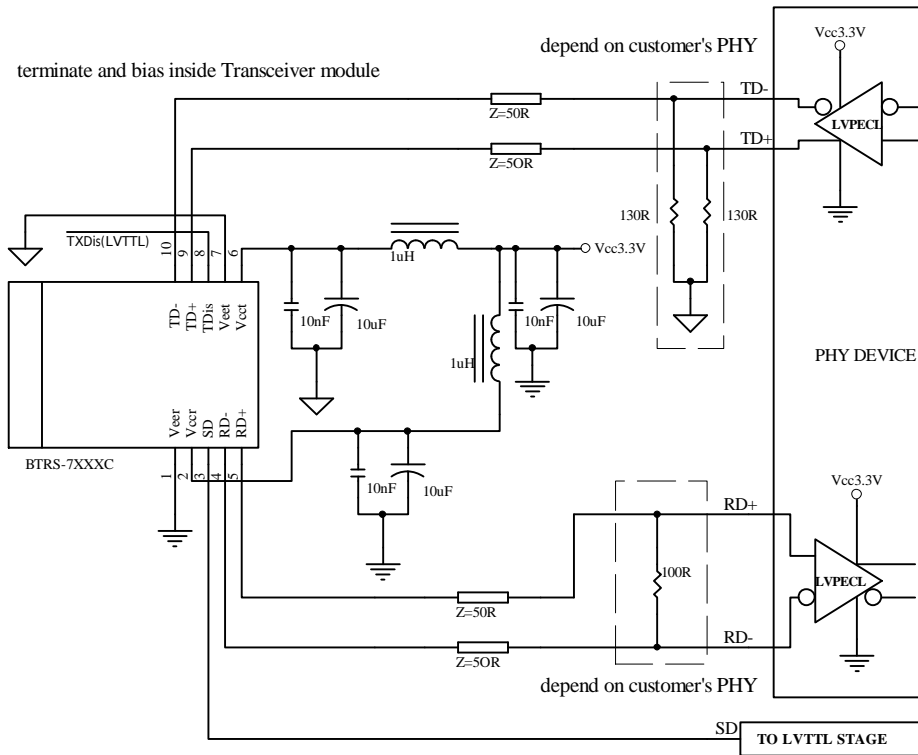 depend on customer's PHY
Vcc3.3V
terminate and bias inside Transceiver module
TD-
Z=50R
LVPECL
TD+
Z=5OR
130R
130R
TXDis(LVTTL)
10
9
8
7
6
1uH
Vcc3.3V
TD-
TD+
TDis
Veet
Vcct
10nF
10uF
10nF
10uF
1uH
PHY DEVICE
Veer
Vccr
SD
RD-
RD+
BTRS-7XXXC
1
2
3
4
5
10nF
10uF
Vcc3.3V
RD+
100R
LVPECL
Z=50R
RD-
Z=5OR
depend on customer's PHY
SD
TO LVTTL STAGE